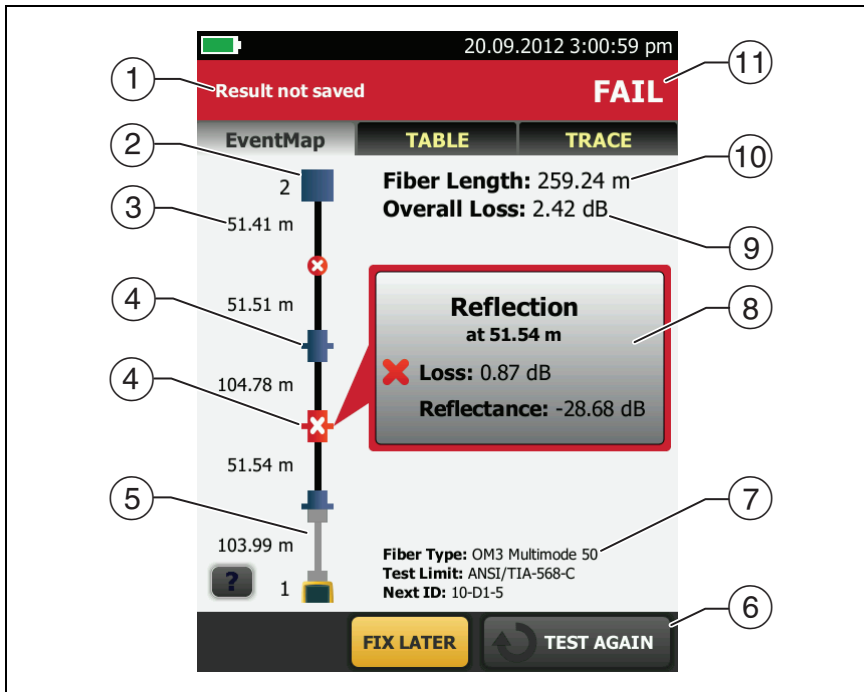 20.09.2012 3:00:59 pm
1
Result not saved
FAIL
11
EventMap
TABLE
TRACE
2
2
Fiber Length: 259.24 m
10
3
51.41 m
Overall Loss: 2.42 dB
9
51.51 m
4
Reflection
at 51.54 m
8
Loss: 0.87 dB
104.78 m
4
Reflectance: -28.68 dB
51.54 m
5
7
103.99 m
Fiber Type: OM3 Multimode 50
Test Limit: ANSI/TIA-568-C
?
1
Next ID: 10-D1-5
6
FIX LATER
TEST AGAIN